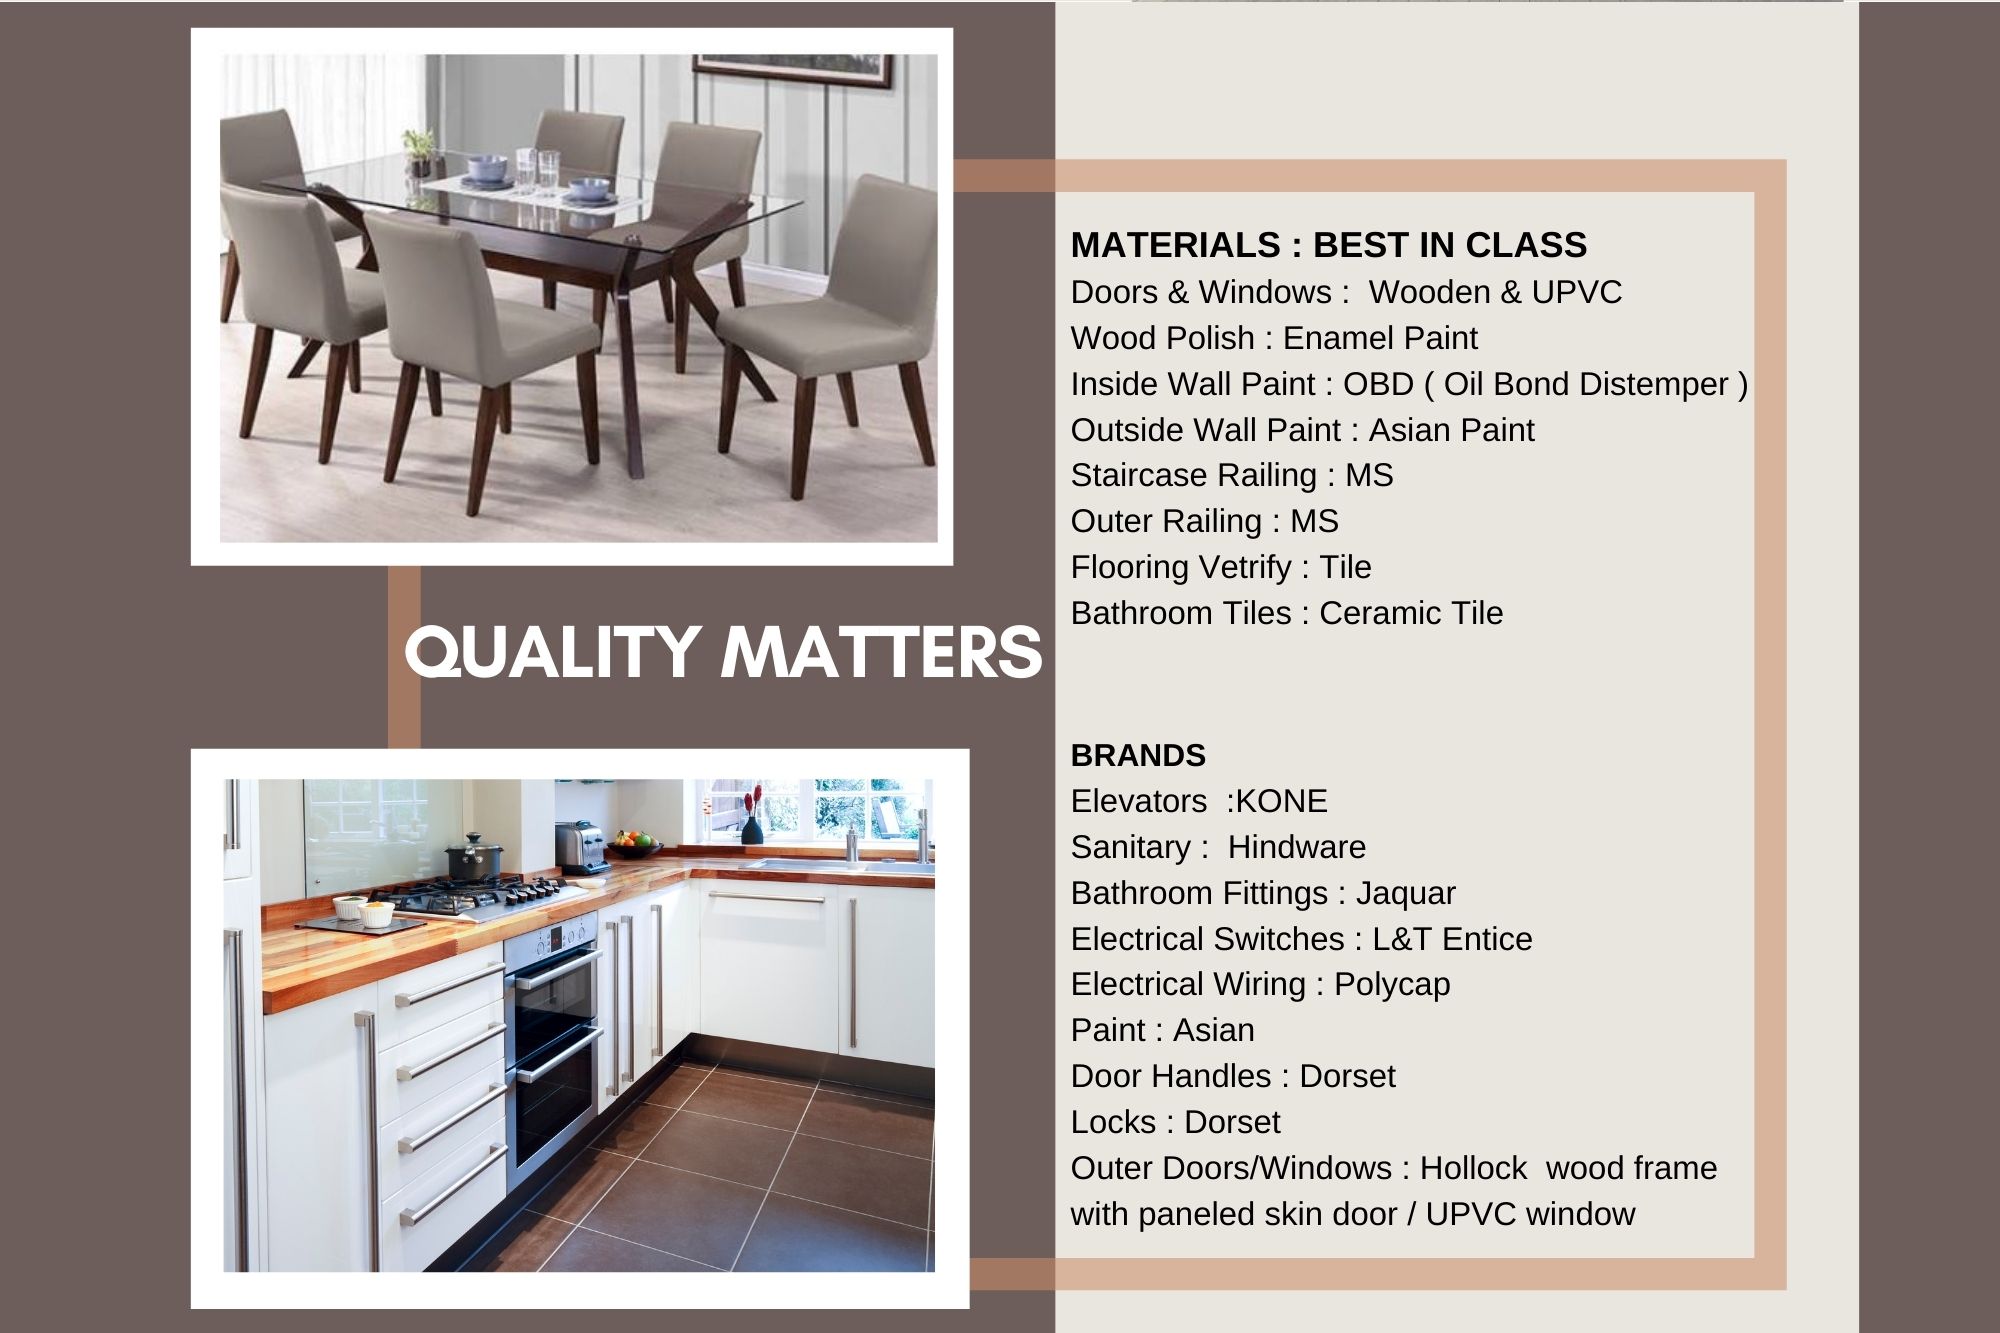 QUALITY MATTERS
MATERIALS : BEST IN CLASS
Doors & Windows :  Wooden & UPVC
Wood Polish : Enamel Paint
Inside Wall Paint : OBD ( Oil Bond Distemper )
Outside Wall Paint : Asian Paint
Staircase Railing : MS
Outer Railing : MS
Flooring Vetrify : Tile
Bathroom Tiles : Ceramic Tile
BRANDS
Elevators  :KONE
Sanitary :  Hindware
Bathroom Fittings : Jaquar
Electrical Switches : L&T Entice
Electrical Wiring : Polycap
Paint : Asian
Door Handles : Dorset
Locks : Dorset
Outer Doors/Windows : Hollock  wood frame
with paneled skin door / UPVC window